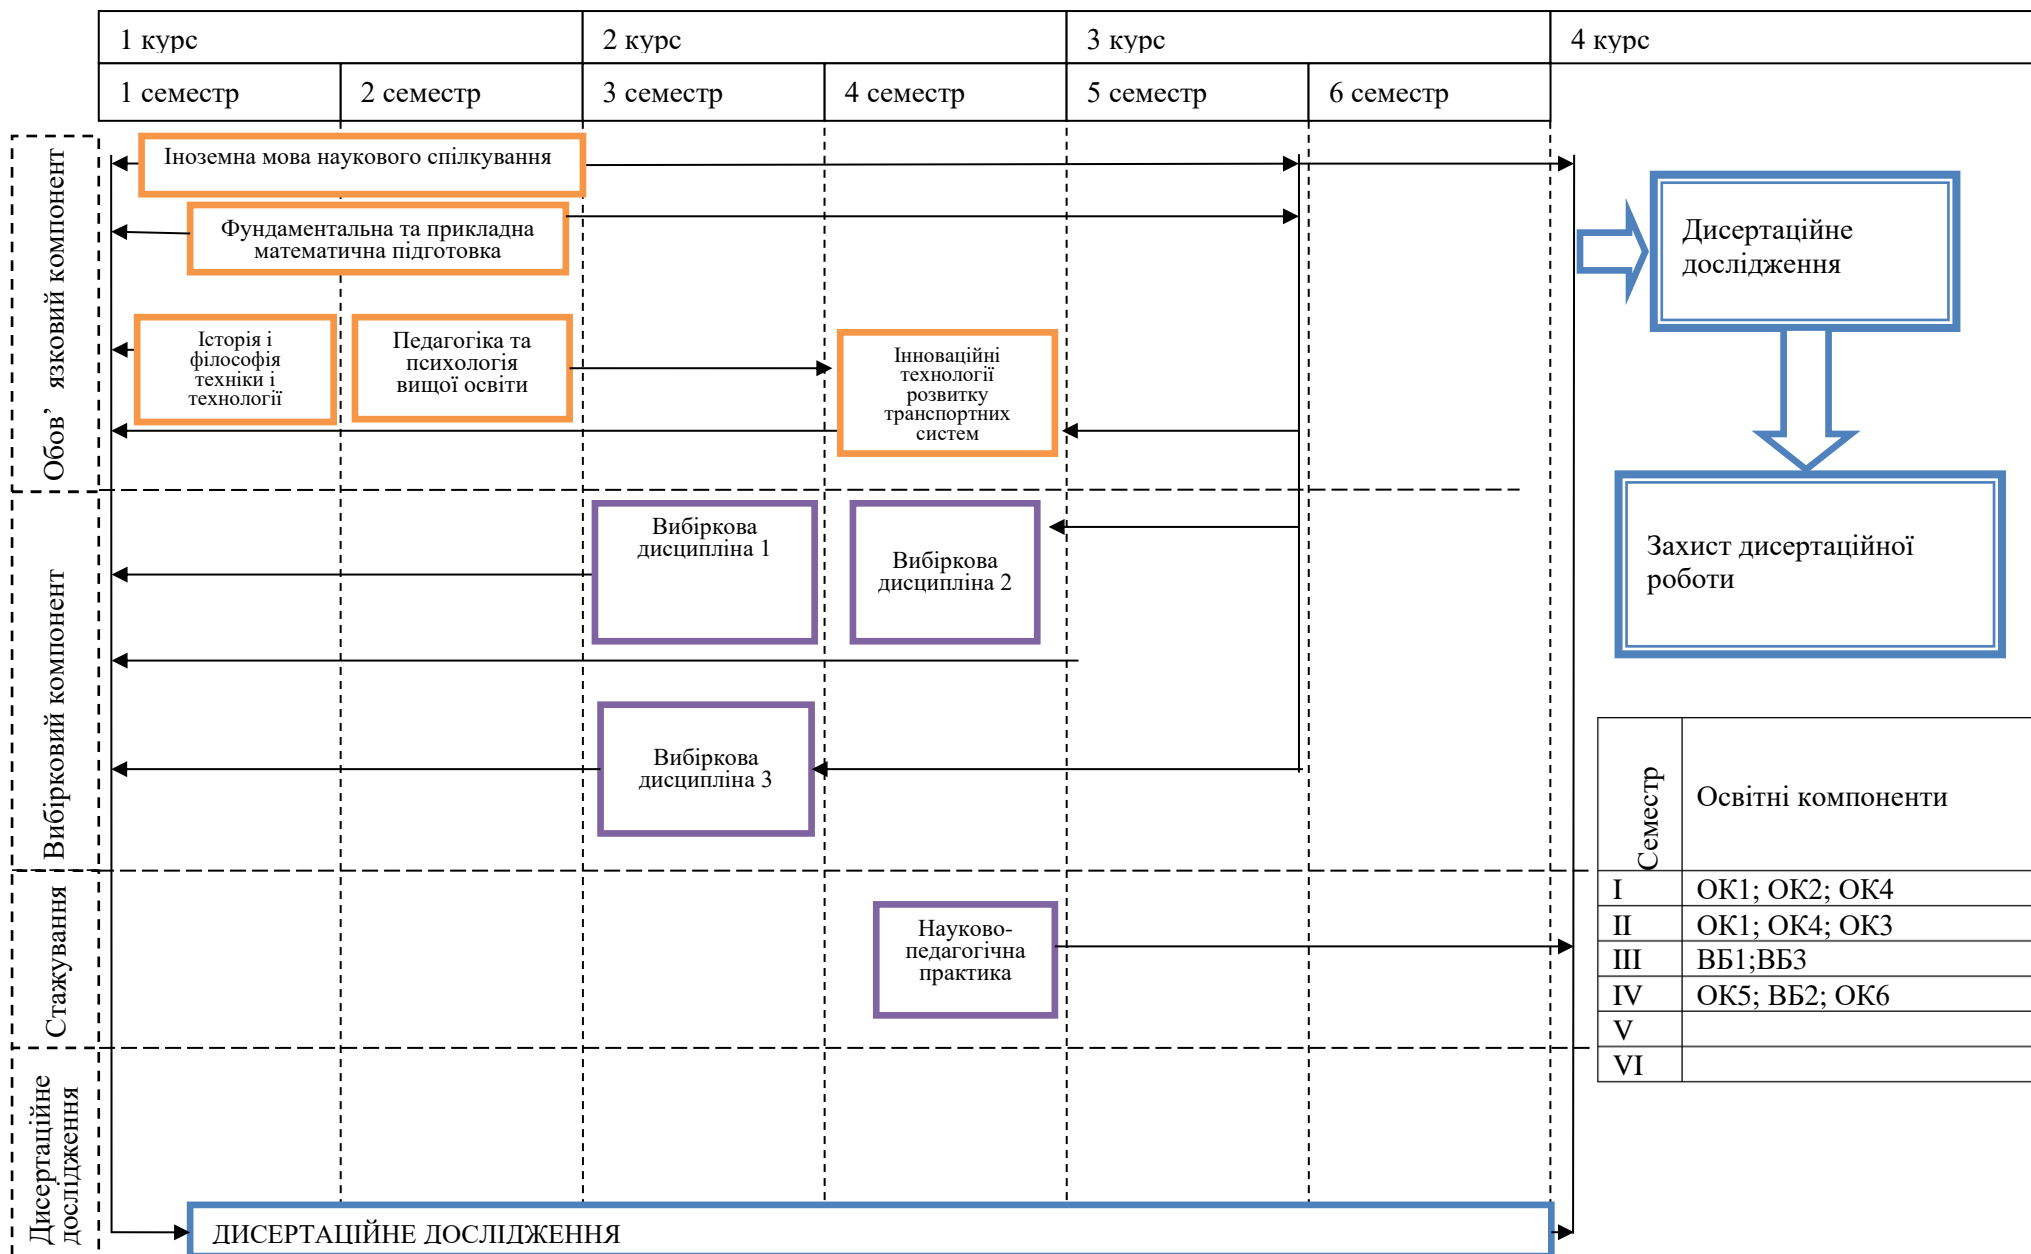 1 курс
2 курс
3 курс
4 курс
1 семестр
2 семестр
3 семестр
4 семестр
5 семестр
6 семестр
Обов’ язковий компонент
Іноземна мова наукового спілкування
Фундаментальна та прикладна
математична підготовка
Історія і
філософія
техніки і
технології
Педагогіка та
психологія
вищої освіти
Інноваційні
технології
розвитку
транспортних
систем
Дисертаційне
дослідження
Захист дисертаційної
роботи
Вибірковий компонент
Вибіркова
дисципліна 1
Вибіркова
дисципліна 2
Вибіркова
дисципліна 3
Стажування
Науково-
педагогічна
практика
Дисертаційне
дослідження
ДИСЕРТАЦІЙНЕ ДОСЛІДЖЕННЯ
Семестр
Освітні компоненти
I
ОК1; ОК2; ОК4
II
ОК1; ОК4; ОК3
III
ВБ1;ВБ3
IV
ОК5; ВБ2; ОК6
V
VI